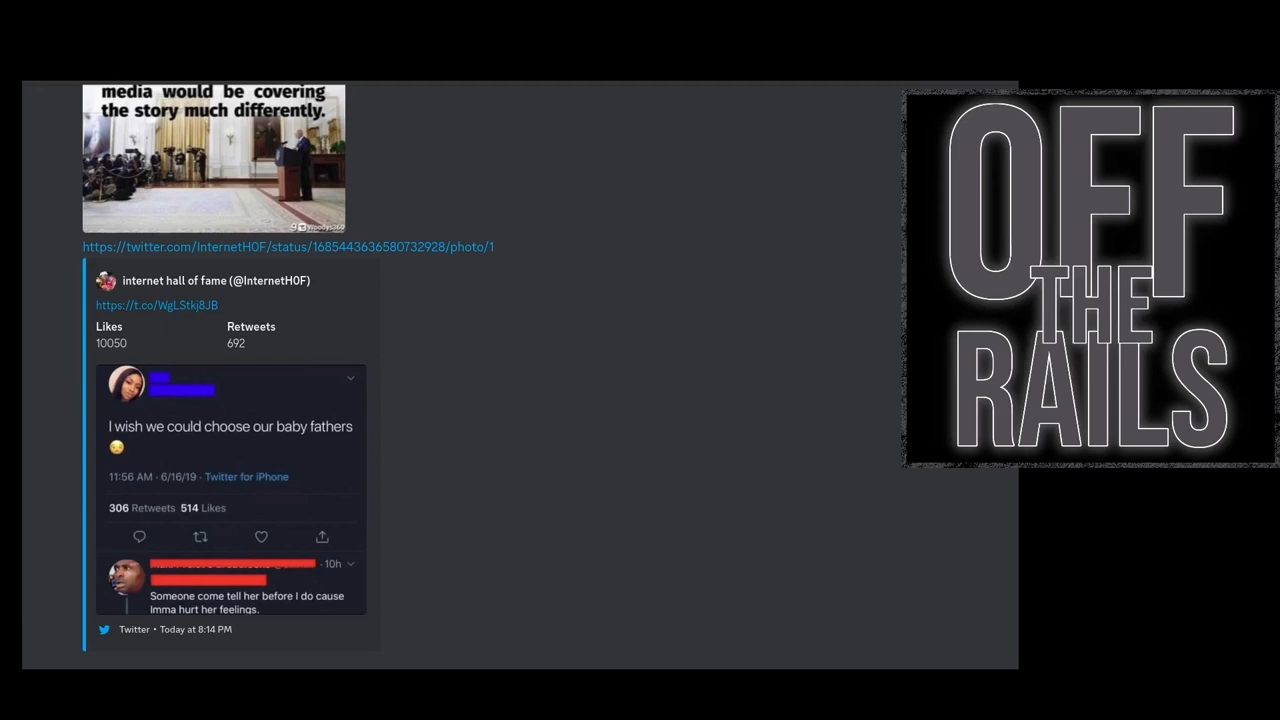 media would be covering
the story much differently.
https://twitter.com/InternetH0F/status/1685443636580732928/photo/1
internet hall of fame (@InternetH0F)
https://t.co/WgLStkj8JB
Likes Retweets
10050 692
I wish we could choose our baby fathers
😒
11:56 AM · 6/16/19 · Twitter for iPhone
306 Retweets 514 Likes
· 10h
Someone come tell her before I do cause
Imma hurt her feelings.
Twitter • Today at 8:14 PM
OFF
THE
RAILS